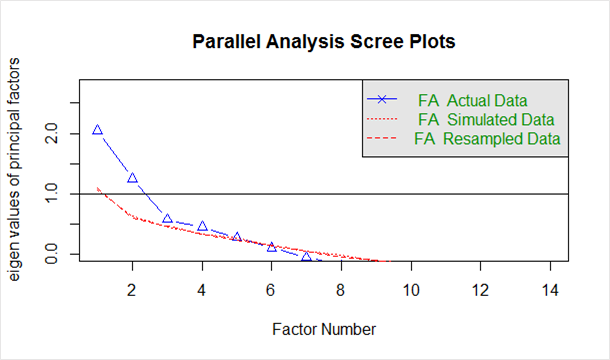 Parallel Analysis Scree Plots
eigen values of principal factors
2.0
1.0
0.0
FA Actual Data
FA Simulated Data
FA Resampled Data
2 4 6 8 10 12 14
Factor Number